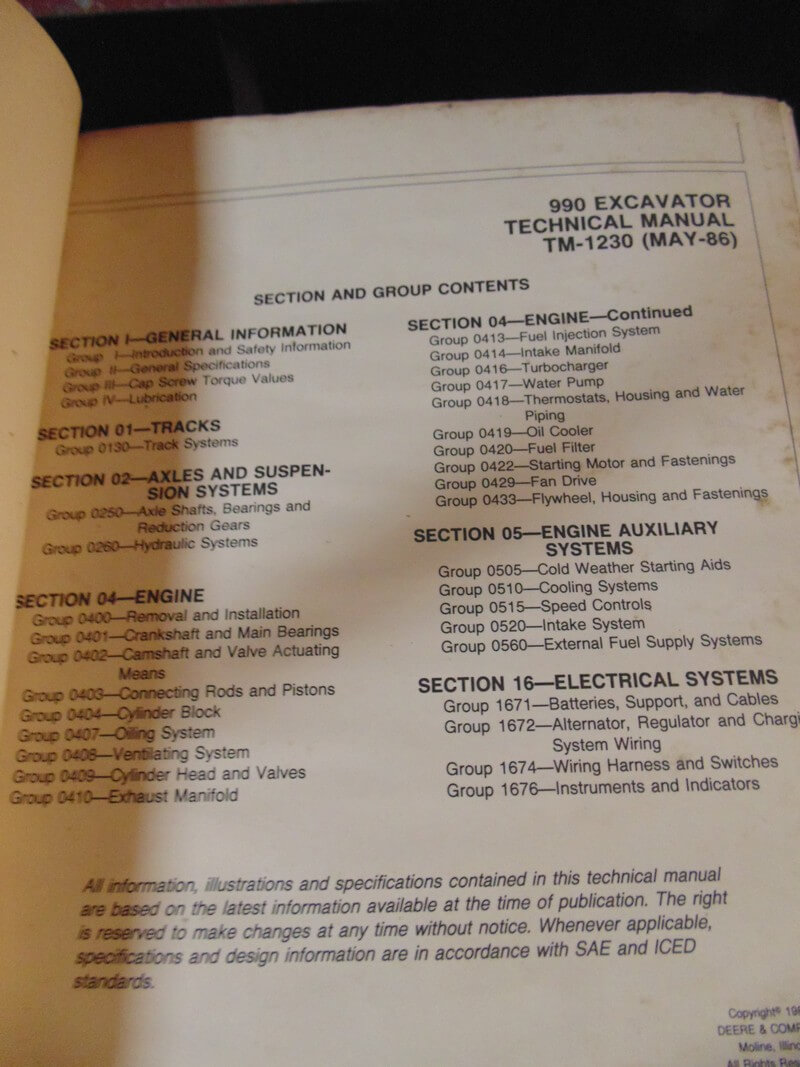 990 EXCAVATOR
TECHNICAL MANUAL
TM-1230 (MAY-86)
SECTION AND GROUP CONTENTS
SECTION I—GENERAL INFORMATION
Group I—Introduction and Safety Information
Group II—General Specifications
Group III—Cap Screw Torque Values
Group IV—Lubrication
SECTION 01—TRACKS
Group 0130—Track Systems
SECTION 02—AXLES AND SUSPEN-
SION SYSTEMS
Group 0250—Axle Shafts, Bearings and
Reduction Gears
Group 0260—Hydraulic Systems
SECTION 04—ENGINE
Group 0400—Removal and Installation
Group 0401—Crankshaft and Main Bearings
Group 0402—Camshaft and Valve Actuating
Means
Group 0403—Connecting Rods and Pistons
Group 0404—Cylinder Block
Group 0407—Oiling System
Group 0408—Ventilating System
Group 0409—Cylinder Head and Valves
Group 0410—Exhaust Manifold
SECTION 04—ENGINE—Continued
Group 0413—Fuel Injection System
Group 0414—Intake Manifold
Group 0416—Turbocharger
Group 0417—Water Pump
Group 0418—Thermostats, Housing and Water
Piping
Group 0419—Oil Cooler
Group 0420—Fuel Filter
Group 0422—Starting Motor and Fastenings
Group 0429—Fan Drive
Group 0433—Flywheel, Housing and Fastenings
SECTION 05—ENGINE AUXILIARY
SYSTEMS
Group 0505—Cold Weather Starting Aids
Group 0510—Cooling Systems
Group 0515—Speed Controls
Group 0520—Intake System
Group 0560—External Fuel Supply Systems
SECTION 16—ELECTRICAL SYSTEMS
Group 1671—Batteries, Support, and Cables
Group 1672—Alternator, Regulator and
System Wiring
Group 1674—Wiring Harness and Switches
Group 1676—Instruments and Indicators
All information, illustrations and specifications contained in this technical manual
are based on the latest information available at the time of publication. The right
is reserved to make changes at any time without notice. Whenever applicable,
specifications and design information are in accordance with SAE and ICED
standards.
Copyright©
DEERE &
Moline,
All Rights